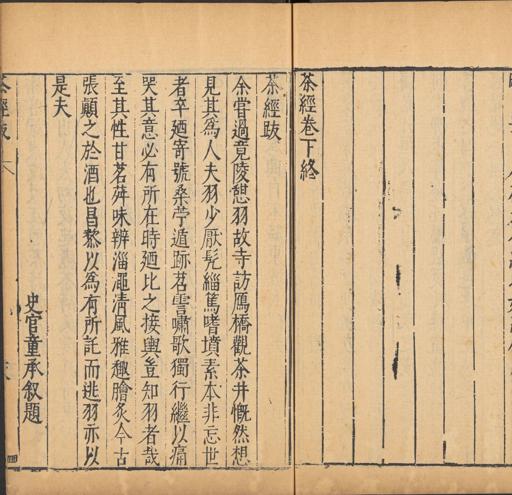 茶經卷下終
茶經跋
余嘗過竟陵憇羽故寺訪鴈橋觀茶井慨然想
見其爲人夫羽少厭髡緇篤嗜墳素本非忘世
者卒廼寄號桑苧遁跡苕霅嘯歌獨行繼以痛
哭其意必有所在時廼比之接輿豈知羽者哉
至其性甘茗荈味辨淄澠清風雅趣膾炙今古
張顛之於酒也昌黎以爲有所託而逃羽亦以
是夫
史官童承叙題
茶經跋